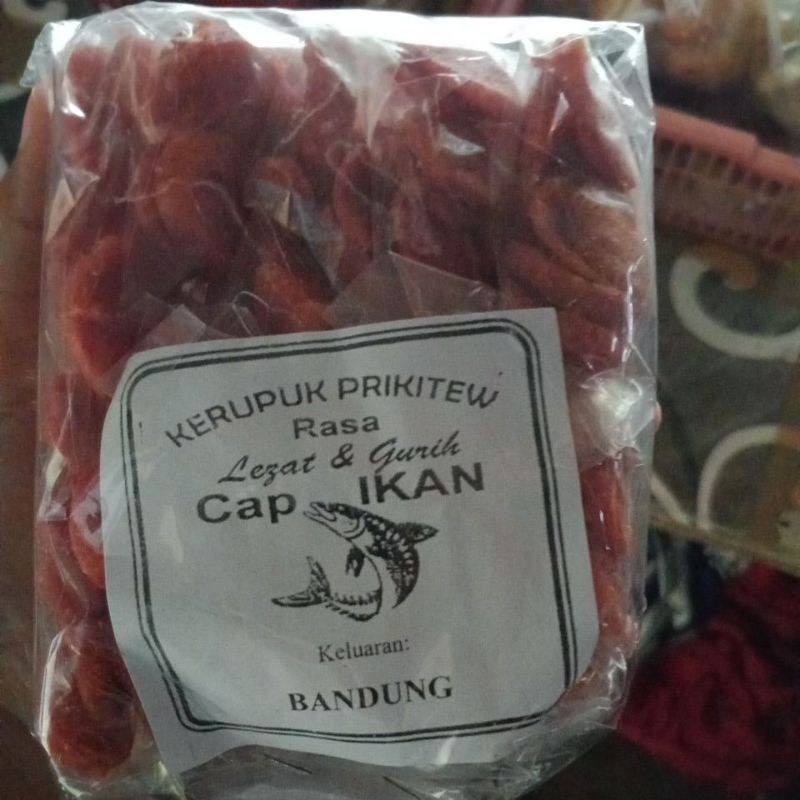 KERUPUK PRIKITEW
Rasa
Lezat & Gurih
Cap IKAN
Keluaran:
BANDUNG